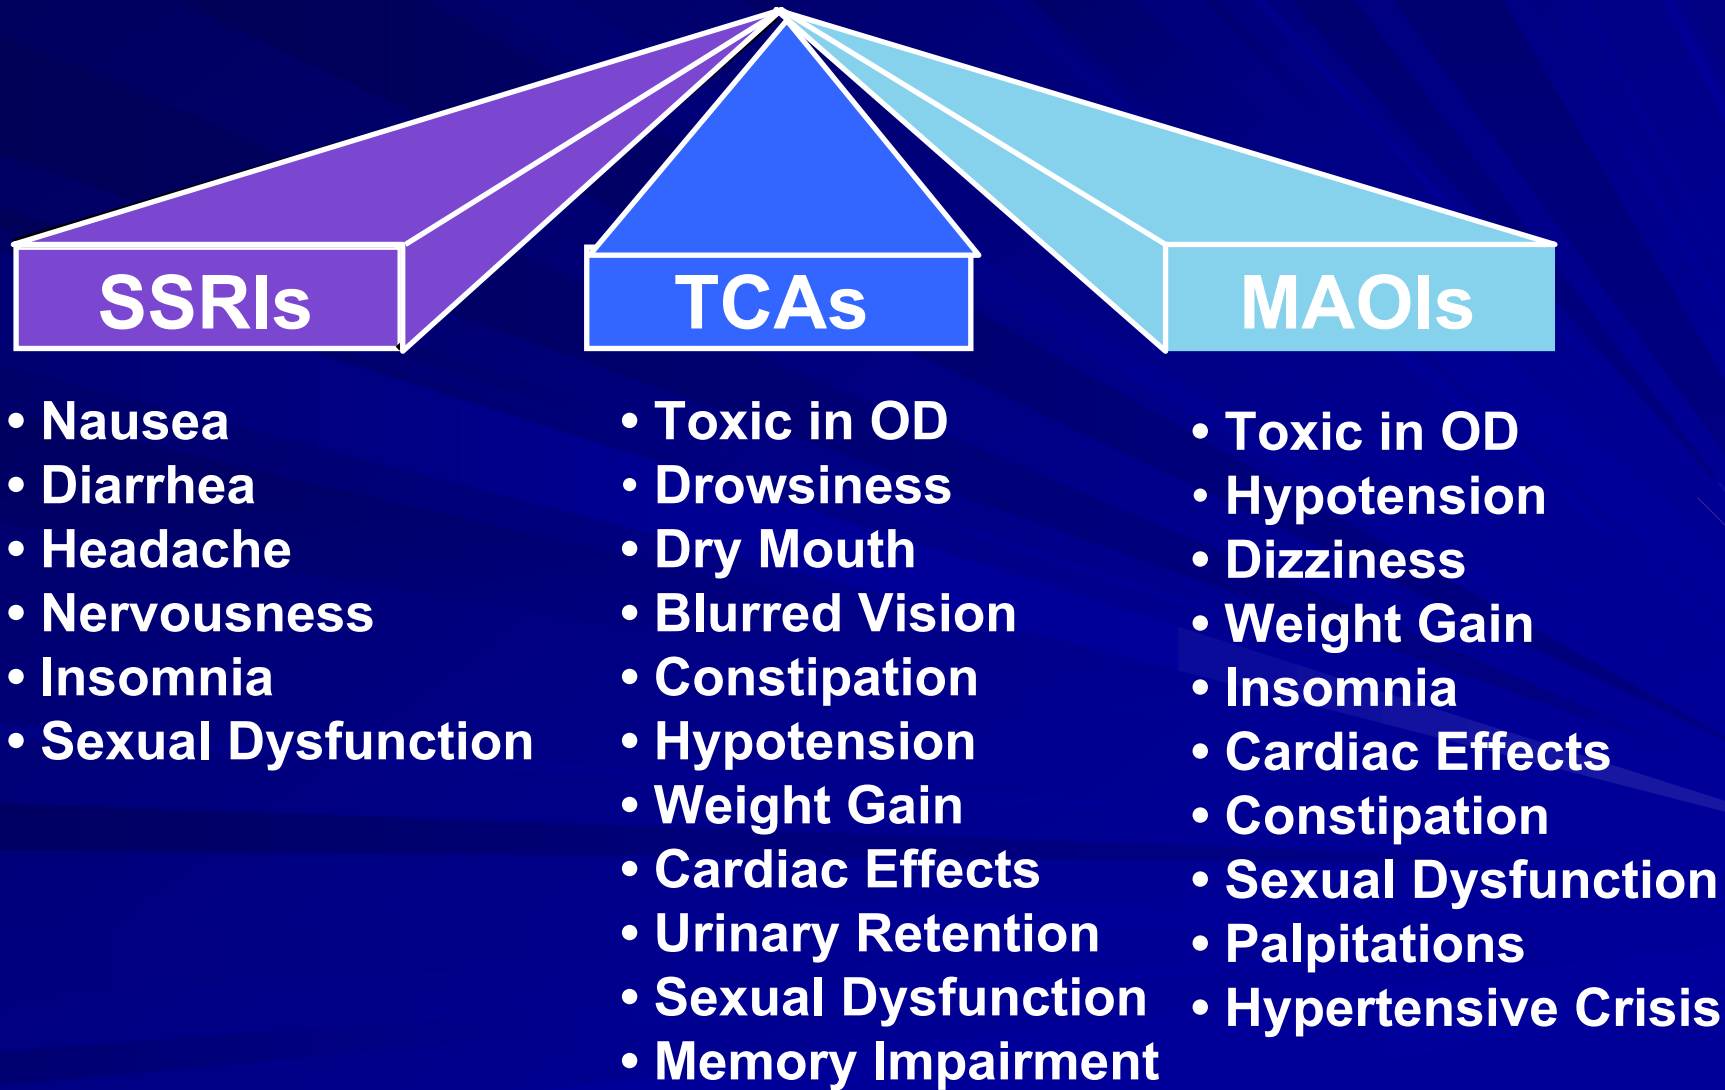 SSRIs
• Nausea
• Diarrhea
• Headache
• Nervousness
• Insomnia
• Sexual Dysfunction
TCAs
• Toxic in OD
• Drowsiness
• Dry Mouth
• Blurred Vision
• Constipation
• Hypotension
• Weight Gain
• Cardiac Effects
• Urinary Retention
• Sexual Dysfunction
• Memory Impairment
MAOIs
• Toxic in OD
• Hypotension
• Dizziness
• Weight Gain
• Insomnia
• Cardiac Effects
• Constipation
• Sexual Dysfunction
• Palpitations
• Hypertensive Crisis